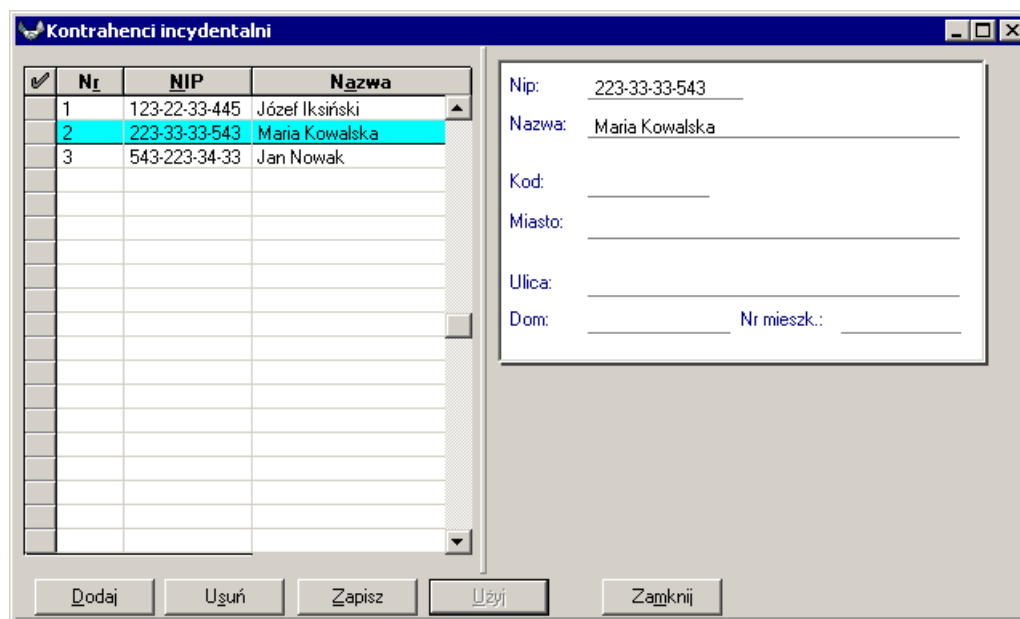 Kontrahenci incydentalni
Nr NIP Nazwa
1 123-22-33-445 Józef Iksiński
2 223-33-33-543 Maria Kowalska
3 543-223-34-33 Jan Nowak
Nip: 223-33-33-543
Nazwa: Maria Kowalska
Kod:
Miasto:
Ulica:
Dom: Nr mieszk.:
Dodaj Usuń Zapisz Użyj Zamknij